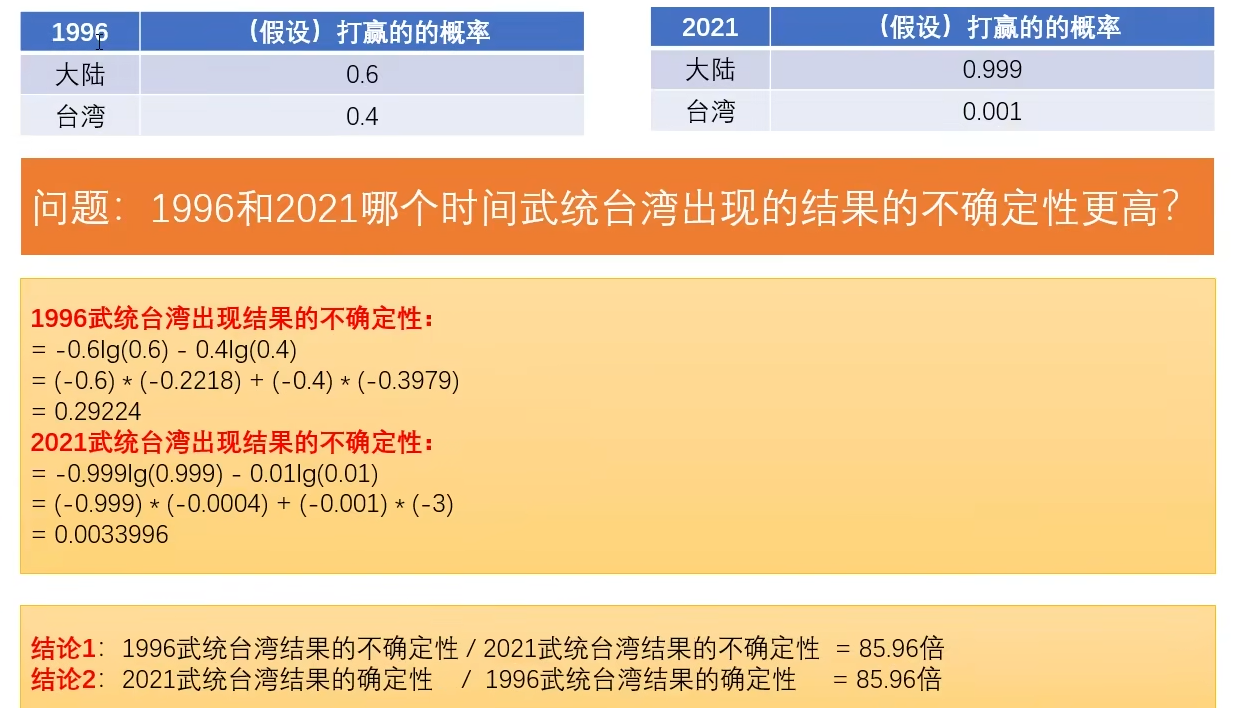 1996 （假设）打赢的的概率
大陆 0.6
台湾 0.4
2021 （假设）打赢的的概率
大陆 0.999
台湾 0.001
问题：1996和2021哪个时间武统台湾出现的结果的不确定性更高？
1996武统台湾出现结果的不确定性：
= -0.6lg(0.6) - 0.4lg(0.4)
= (-0.6) * (-0.2218) + (-0.4) * (-0.3979)
= 0.29224
2021武统台湾出现结果的不确定性：
= -0.999lg(0.999) - 0.01lg(0.01)
= (-0.999) * (-0.0004) + (-0.001) * (-3)
= 0.0033996
结论1：1996武统台湾结果的不确定性 / 2021武统台湾结果的不确定性 = 85.96倍
结论2：2021武统台湾结果的确定性 / 1996武统台湾结果的确定性 = 85.96倍